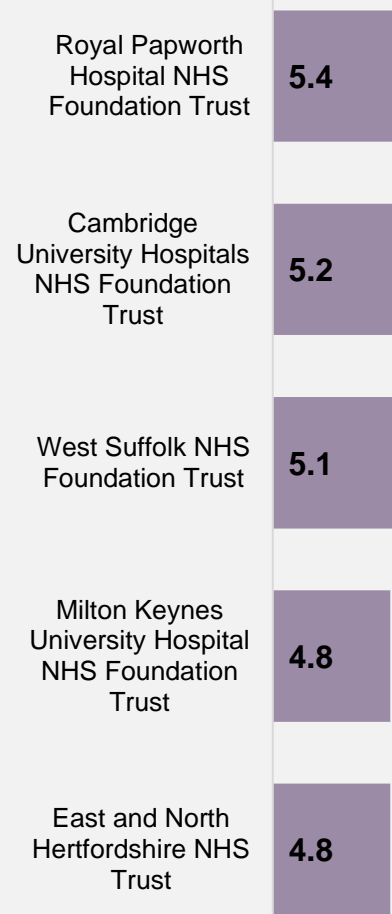 Royal Papworth
Hospital NHS
Foundation Trust
5.4
Cambridge
University Hospitals
NHS Foundation
Trust
5.2
West Suffolk NHS
Foundation Trust
5.1
Milton Keynes
University Hospital
NHS Foundation
Trust
4.8
East and North
Hertfordshire NHS
Trust
4.8